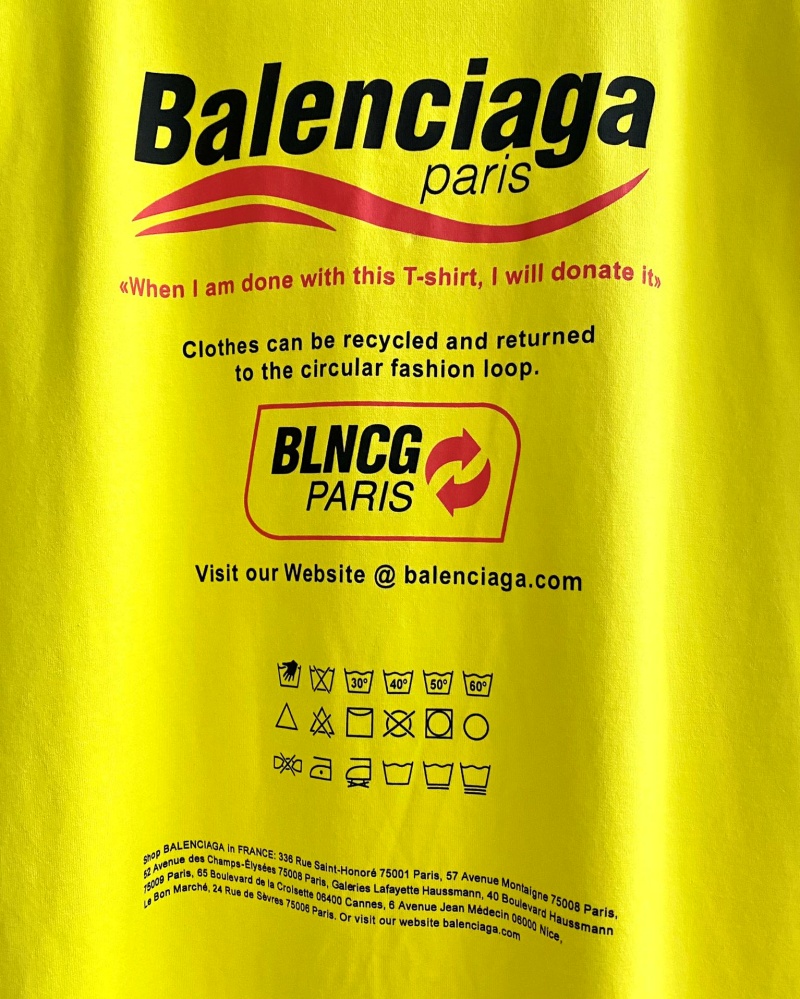 Balenciaga
paris
«When I am done with this T-shirt, I will donate it»
Clothes can be recycled and returned
to the circular fashion loop.
BLNCG
PARIS
Visit our Website @ balenciaga.com
30° 40° 50° 60°
Shop BALENCIAGA in FRANCE: 336 Rue Saint-Honoré 75001 Paris, 57 Avenue Montaigne 75008 Paris,
52 Avenue des Champs-Élysées 75008 Paris, Galeries Lafayette Haussmann, 40 Boulevard Haussmann
75009 Paris, 65 Boulevard de la Croisette 06400 Cannes, 6 Avenue Jean Médecin 06000 Nice,
Le Bon Marché, 24 Rue de Sèvres 75006 Paris. Or visit our website balenciaga.com